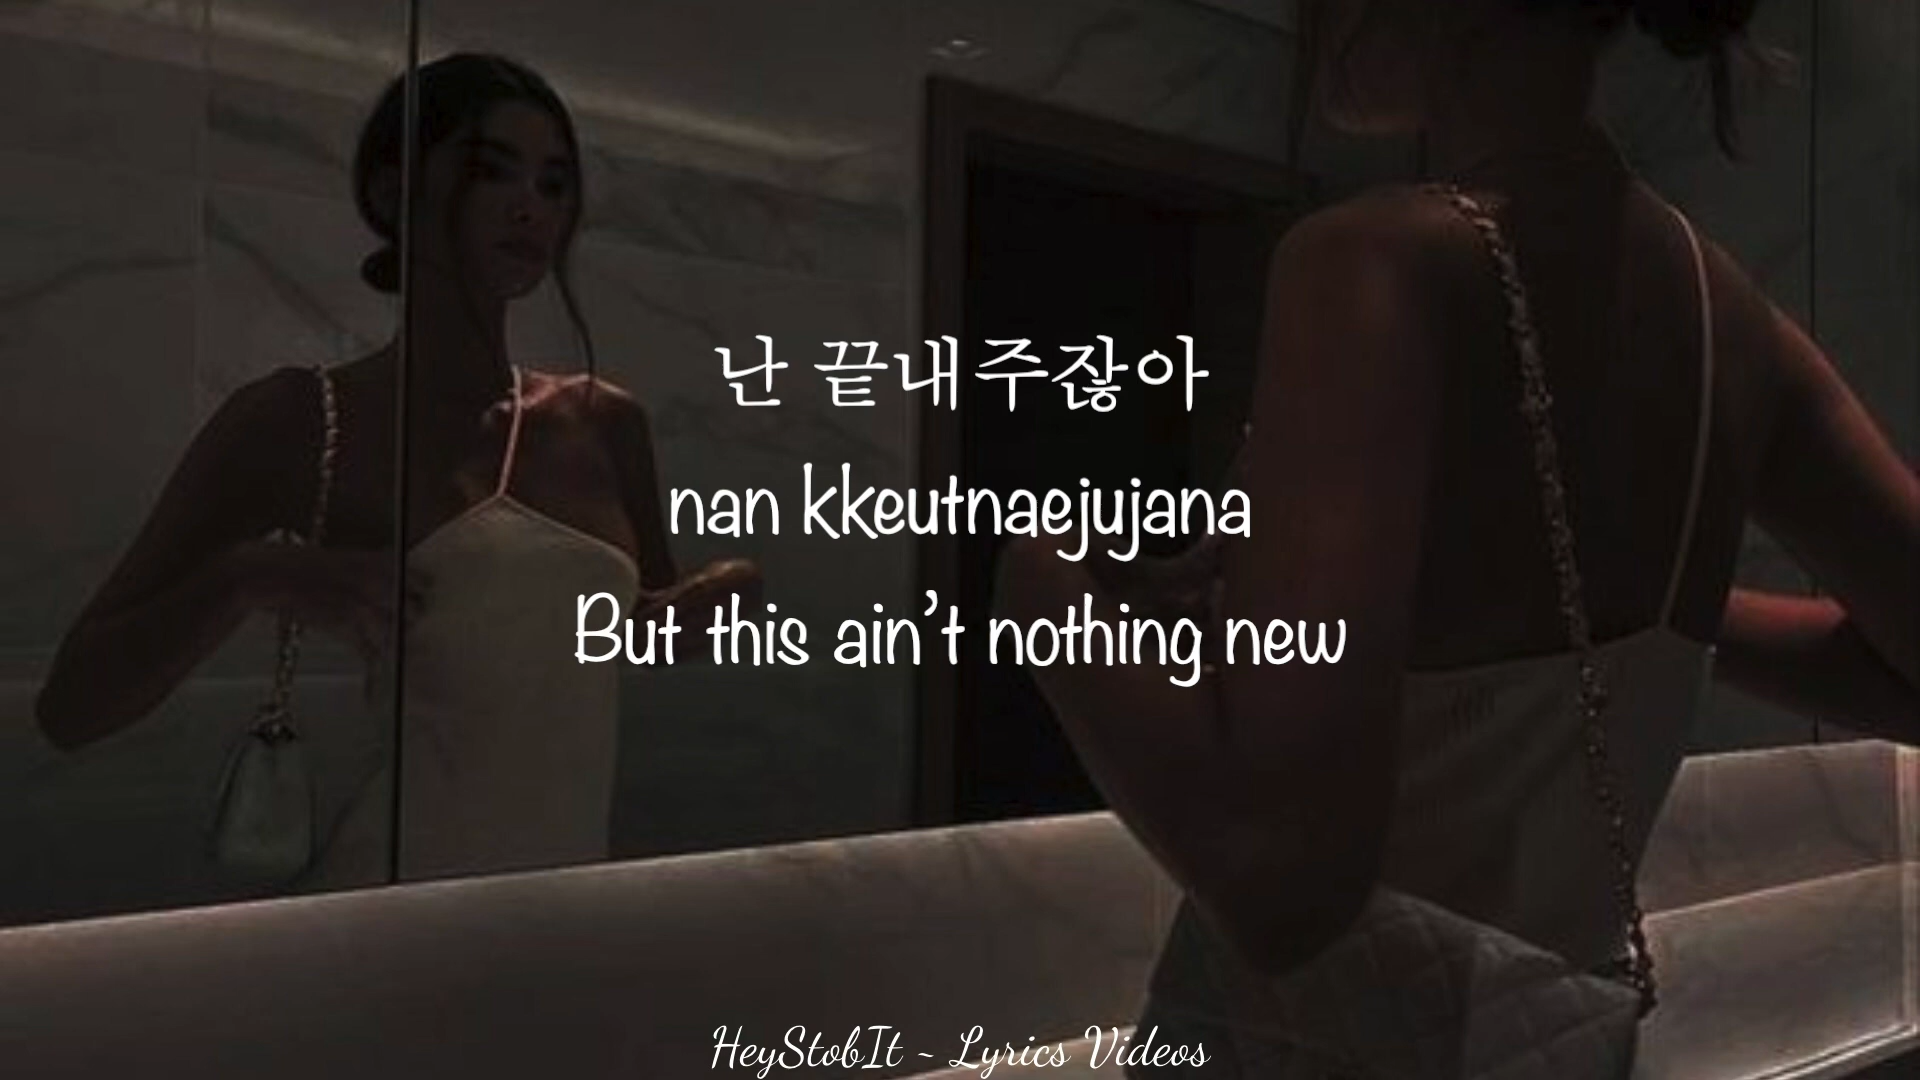 난 끝내주잖아
nan kkeutnaejujana
But this ain't nothing new
HeyStobIt ~ Lyrics Videos